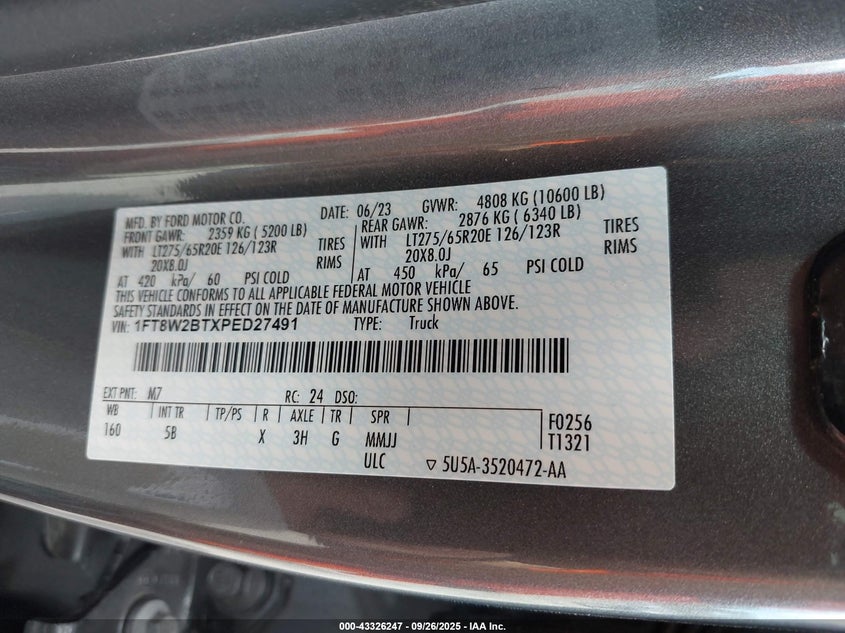 MFD. BY FORD MOTOR CO.
DATE: 06/23 GVWR: 4808 KG (10600 LB)
FRONT GAWR: 2359 KG ( 5200 LB) REAR GAWR: 2876 KG ( 6340 LB)
WITH LT275/65R20E 126/123R TIRES WITH LT275/65R20E 126/123R TIRES
20X8.0J RIMS 20X8.0J RIMS
AT 420 kPa/ 60 PSI COLD AT 450 kPa/ 65 PSI COLD
THIS VEHICLE CONFORMS TO ALL APPLICABLE FEDERAL MOTOR VEHICLE
SAFETY STANDARDS IN EFFECT ON THE DATE OF MANUFACTURE SHOWN ABOVE.
VIN: 1FT8W2BTXPED27491 TYPE: Truck
EXT PNT: M7 RC: 24 DSO:
WB INT TR TP/PS R AXLE TR SPR F0256
160 5B X 3H G MMJJ T1321
ULC 5U5A-3520472-AA
000-43326247 - 09/26/2025 - IAA Inc.